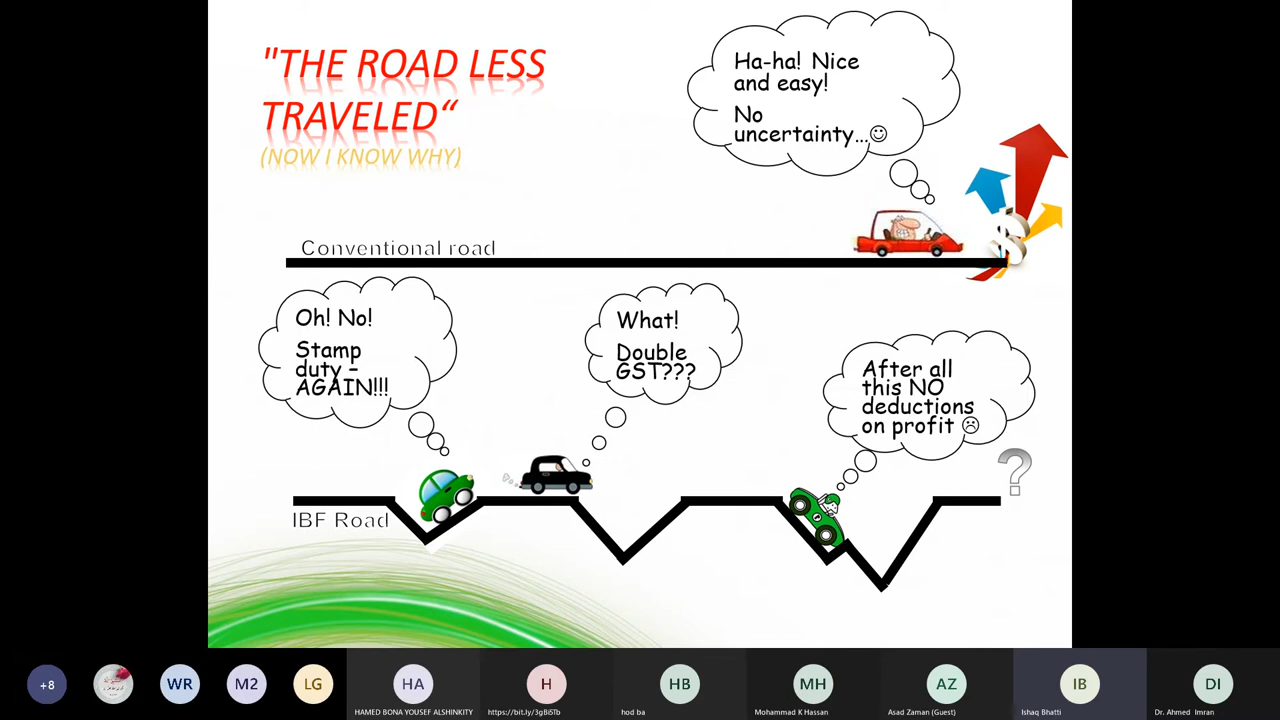 "THE ROAD LESS
TRAVELED“
(NOW I KNOW WHY)
Ha-ha! Nice
and easy!
No
uncertainty...☺
$
Conventional road
Oh! No!
Stamp
duty –
AGAIN!!!
What!
Double
GST???
After all
this NO
deductions
on profit ☹
?
IBF Road
+8
WR
M2
LG
HA
HAMED BONA YOUSEF ALSHINKITY
H
https://bit.ly/3gBiSTb
HB
hod ba
MH
Mohammad K Hassan
AZ
Asad Zaman (Guest)
IB
Ishaq Bhatti
DI
Dr. Ahmed Imran